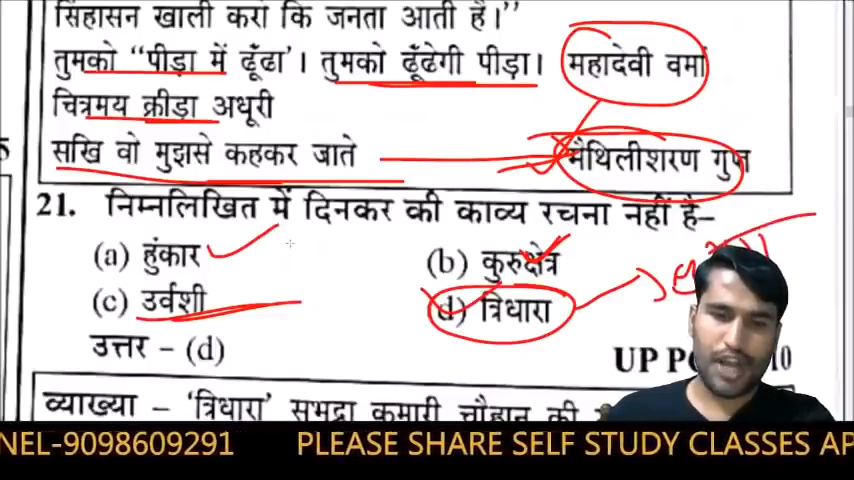 सिंहासन खाली करो कि जनता आती है।"
तुमको "पीड़ा में ढूँढा'। तुमको ढूँढेगी पीड़ा। महादेवी वर्मा
चित्रमय क्रीड़ा अधूरी
सखि वो मुझसे कहकर जाते मैथिलीशरण गुप्त
21. निम्नलिखित में दिनकर की काव्य रचना नहीं है–
(a) हुंकार (b) कुरुक्षेत्र
(c) उर्वशी (d) त्रिधारा
उत्तर – (d)
UP 10
व्याख्या – 'त्रिधारा' सुभद्रा कुमारी चौहान की
NEL-9098609291 PLEASE SHARE SELF STUDY CLASSES AP